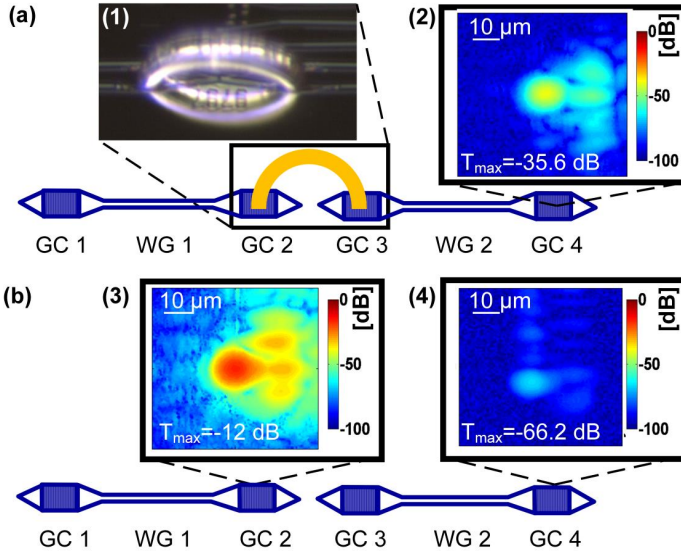 (a)
(1)
(2)
10 µm
[dB]
0
-50
-100
Tmax=-35.6 dB
GC 1 WG 1 GC 2 GC 3 WG 2 GC 4
(b)
(3)
(4)
10 µm
[dB]
0
-50
-100
Tmax=-12 dB
10 µm
[dB]
0
-50
-100
Tmax=-66.2 dB
GC 1 WG 1 GC 2 GC 3 WG 2 GC 4